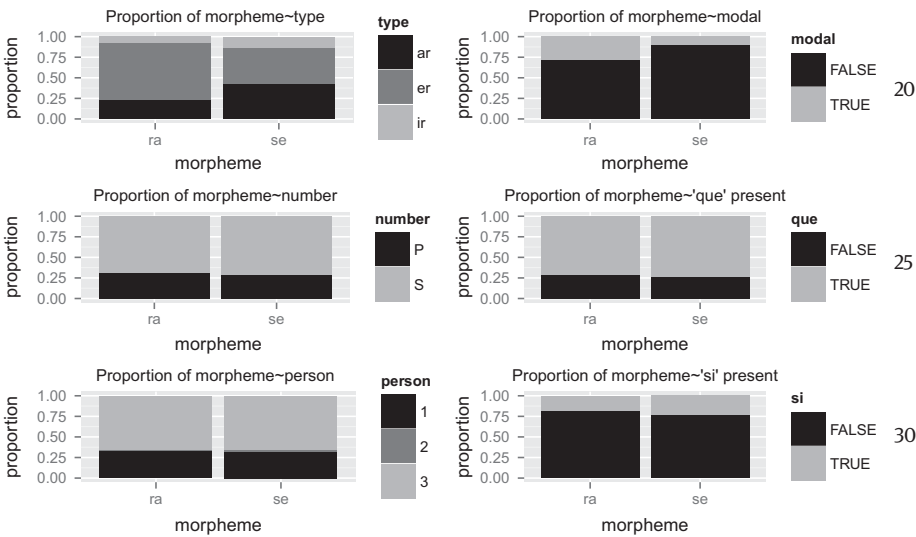 Proportion of morpheme~type
proportion
1.00
0.75
0.50
0.25
0.00
ra se
morpheme
type
ar
er
ir
Proportion of morpheme~modal
proportion
1.00
0.75
0.50
0.25
0.00
ra se
morpheme
modal
FALSE
TRUE
20
Proportion of morpheme~number
proportion
1.00
0.75
0.50
0.25
0.00
ra se
morpheme
number
P
S
Proportion of morpheme~'que' present
proportion
1.00
0.75
0.50
0.25
0.00
ra se
morpheme
que
FALSE
TRUE
25
Proportion of morpheme~person
proportion
1.00
0.75
0.50
0.25
0.00
ra se
morpheme
person
1
2
3
Proportion of morpheme~'si' present
proportion
1.00
0.75
0.50
0.25
0.00
ra se
morpheme
si
FALSE
TRUE
30